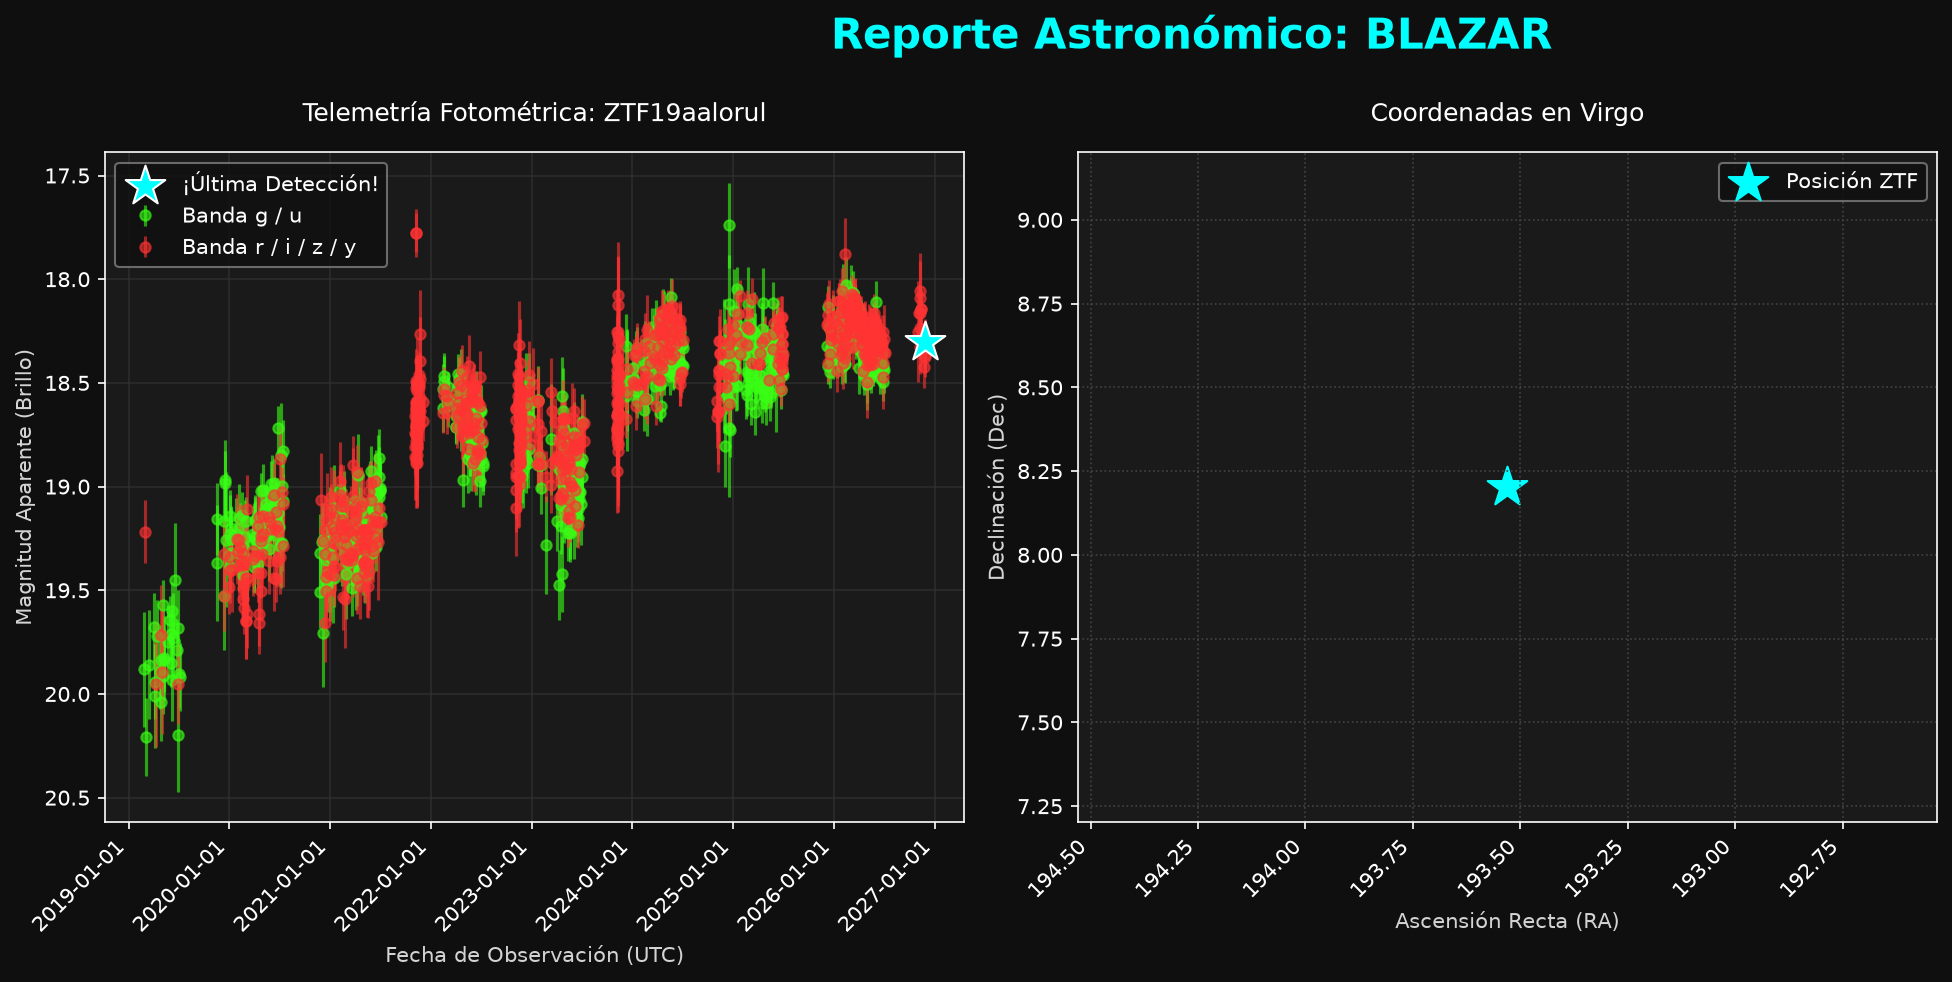 Reporte Astronómico: BLAZAR
Telemetría Fotométrica: ZTF19aalorul
¡Última Detección!
Banda g / u
Banda r / i / z / y
Magnitud Aparente (Brillo)
17.5
18.0
18.5
19.0
19.5
20.0
20.5
2019-01-01
2020-01-01
2021-01-01
2022-01-01
2023-01-01
2024-01-01
2025-01-01
2026-01-01
2027-01-01
Fecha de Observación (UTC)
Coordenadas en Virgo
Posición ZTF
Declinación (Dec)
9.00
8.75
8.50
8.25
8.00
7.75
7.50
7.25
194.50
194.25
194.00
193.75
193.50
193.25
193.00
192.75
Ascensión Recta (RA)